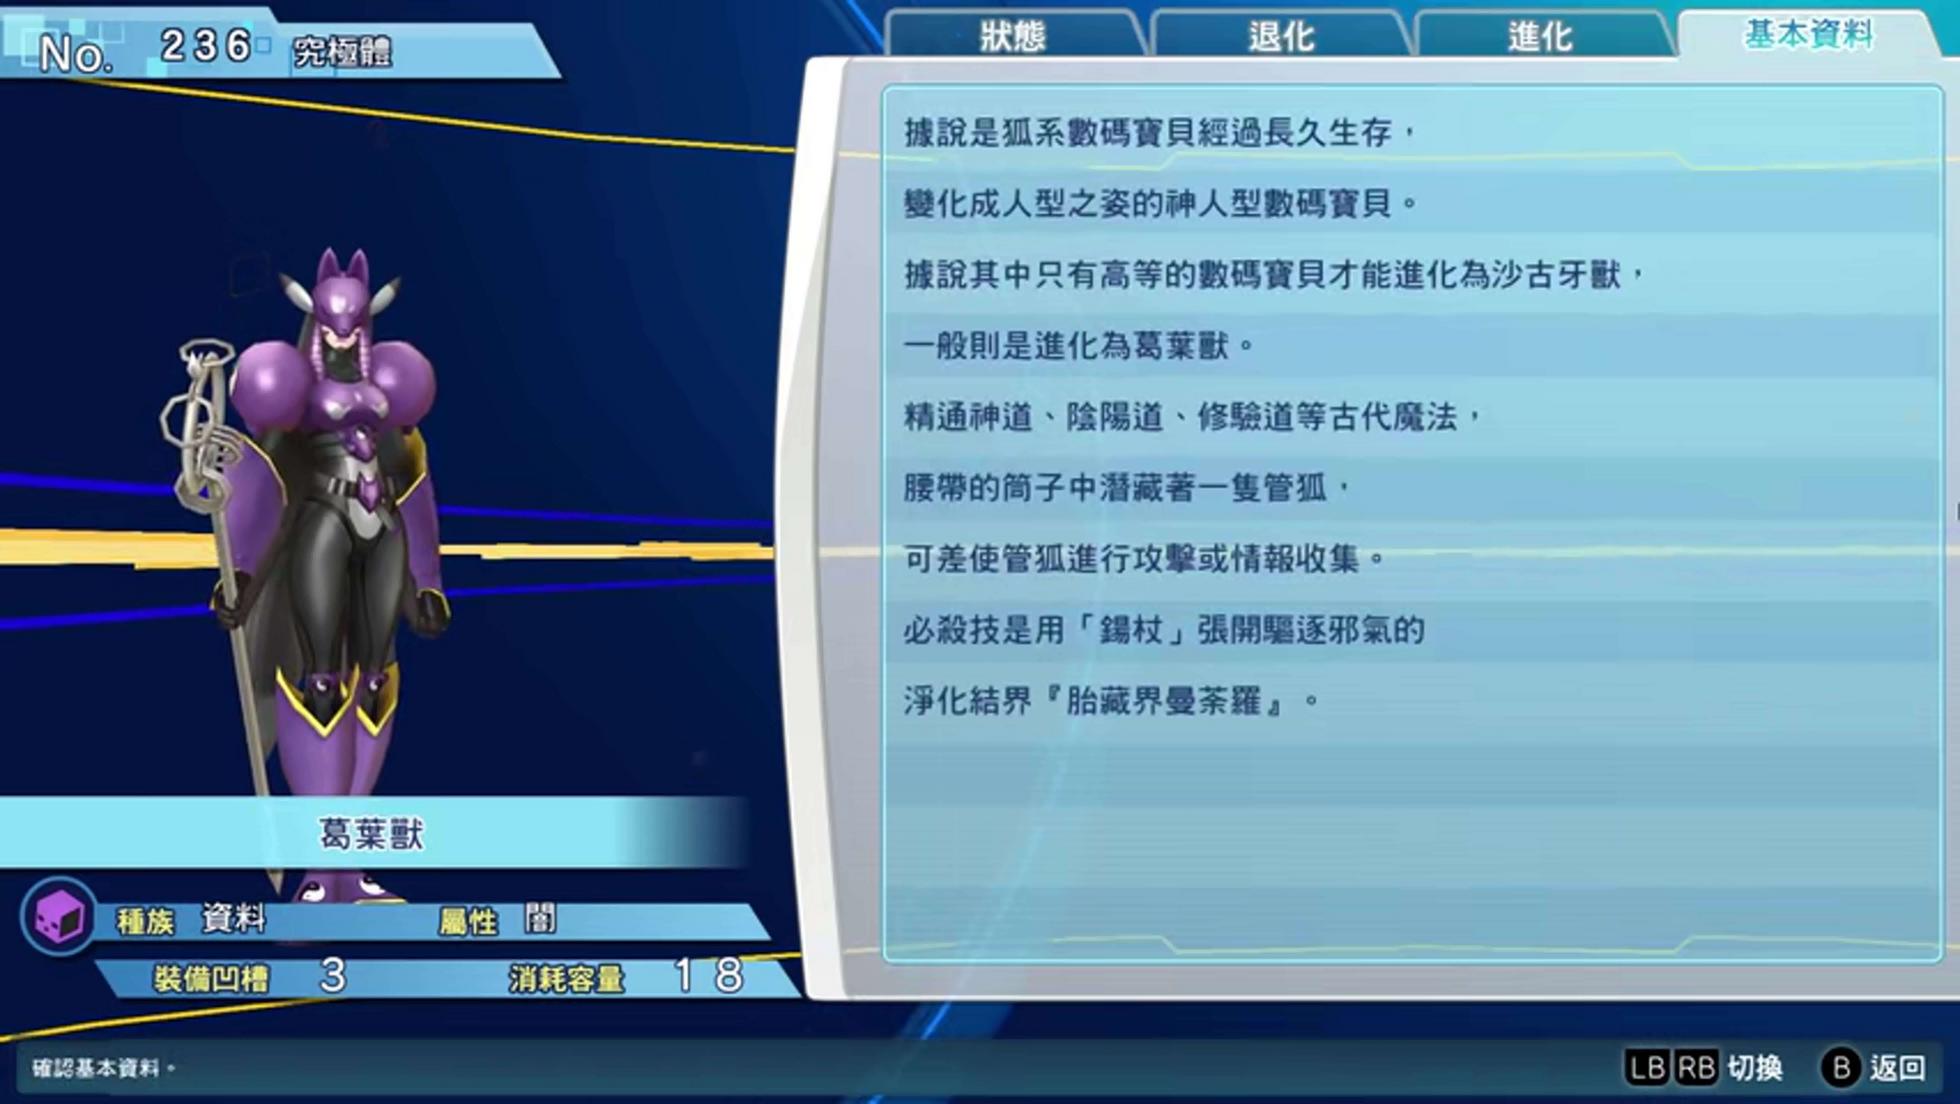 No. 236 究極體
狀態 退化 進化 基本資料
據說是狐系數碼寶貝經過長久生存，
變化成人型之姿的神人型數碼寶貝。
據說其中只有高等的數碼寶貝才能進化為沙古牙獸，
一般則是進化為葛葉獸。
精通神道、陰陽道、修驗道等古代魔法，
腰帶的筒子中潛藏著一隻管狐，
可差使管狐進行攻擊或情報收集。
必殺技是用「錫杖」張開驅逐邪氣的
淨化結界『胎藏界曼荼羅』。
葛葉獸
種族 資料 屬性 闇
裝備凹槽 3 消耗容量 18
確認基本資料。
LB RB 切換 B 返回